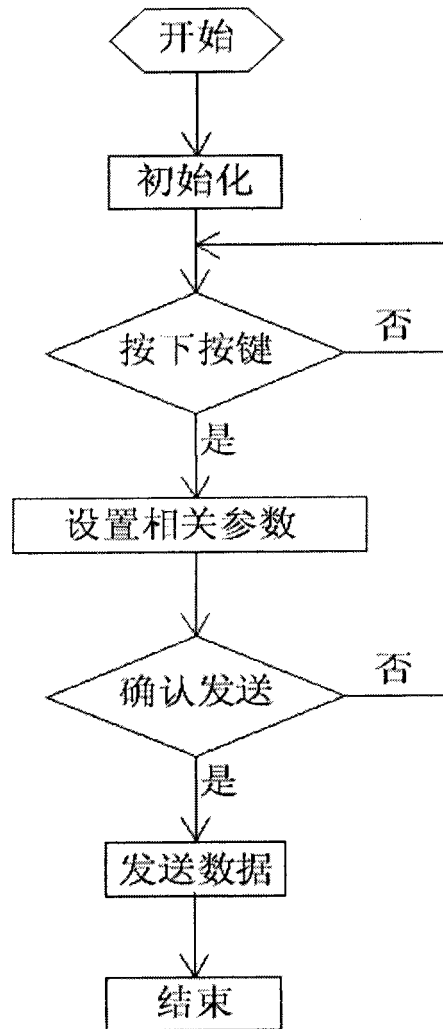 开始
初始化
按下按键
否
是
设置相关参数
确认发送
否
是
发送数据
结束